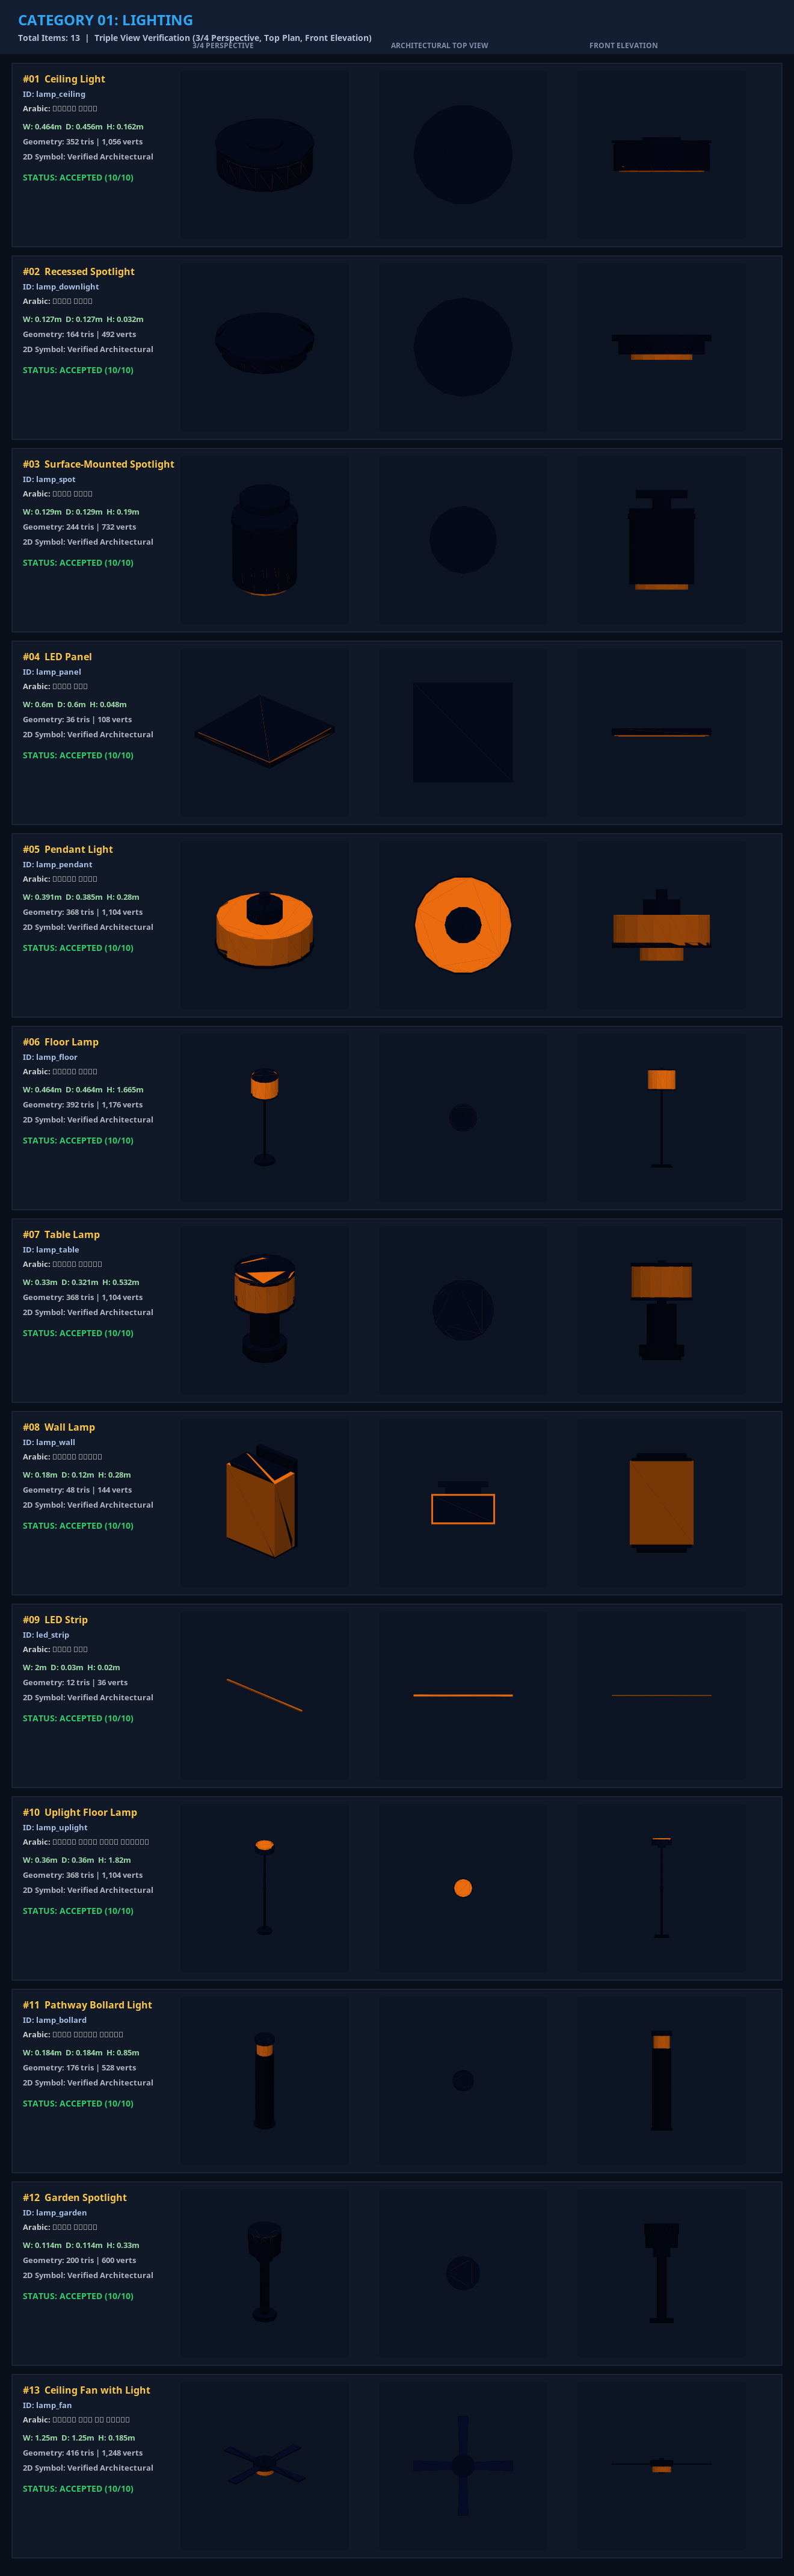 CATEGORY 01: LIGHTING
Total Items: 13 | Triple View Verification (3/4 Perspective, Top Plan, Front Elevation)
3/4 PERSPECTIVE ARCHITECTURAL TOP VIEW FRONT ELEVATION
#01 Ceiling Light
ID: lamp_ceiling
Arabic: □□□□□ □□□□
W: 0.464m D: 0.456m H: 0.162m
Geometry: 352 tris | 1,056 verts
2D Symbol: Verified Architectural
STATUS: ACCEPTED (10/10)
#02 Recessed Spotlight
ID: lamp_downlight
Arabic: □□□□ □□□□
W: 0.127m D: 0.127m H: 0.032m
Geometry: 164 tris | 492 verts
2D Symbol: Verified Architectural
STATUS: ACCEPTED (10/10)
#03 Surface-Mounted Spotlight
ID: lamp_spot
Arabic: □□□□ □□□□
W: 0.129m D: 0.129m H: 0.19m
Geometry: 244 tris | 732 verts
2D Symbol: Verified Architectural
STATUS: ACCEPTED (10/10)
#04 LED Panel
ID: lamp_panel
Arabic: □□□□ □□□
W: 0.6m D: 0.6m H: 0.048m
Geometry: 36 tris | 108 verts
2D Symbol: Verified Architectural
STATUS: ACCEPTED (10/10)
#05 Pendant Light
ID: lamp_pendant
Arabic: □□□□□ □□□□
W: 0.391m D: 0.385m H: 0.28m
Geometry: 368 tris | 1,104 verts
2D Symbol: Verified Architectural
STATUS: ACCEPTED (10/10)
#06 Floor Lamp
ID: lamp_floor
Arabic: □□□□□ □□□□
W: 0.464m D: 0.464m H: 1.665m
Geometry: 392 tris | 1,176 verts
2D Symbol: Verified Architectural
STATUS: ACCEPTED (10/10)
#07 Table Lamp
ID: lamp_table
Arabic: □□□□□ □□□□□
W: 0.33m D: 0.321m H: 0.532m
Geometry: 368 tris | 1,104 verts
2D Symbol: Verified Architectural
STATUS: ACCEPTED (10/10)
#08 Wall Lamp
ID: lamp_wall
Arabic: □□□□□ □□□□□
W: 0.18m D: 0.12m H: 0.28m
Geometry: 48 tris | 144 verts
2D Symbol: Verified Architectural
STATUS: ACCEPTED (10/10)
#09 LED Strip
ID: led_strip
Arabic: □□□□ □□□
W: 2m D: 0.03m H: 0.02m
Geometry: 12 tris | 36 verts
2D Symbol: Verified Architectural
STATUS: ACCEPTED (10/10)
#10 Uplight Floor Lamp
ID: lamp_uplight
Arabic: □□□□□ □□□□ □□□□ □□□□□□
W: 0.36m D: 0.36m H: 1.82m
Geometry: 368 tris | 1,104 verts
2D Symbol: Verified Architectural
STATUS: ACCEPTED (10/10)
#11 Pathway Bollard Light
ID: lamp_bollard
Arabic: □□□□ □□□□□ □□□□□
W: 0.184m D: 0.184m H: 0.85m
Geometry: 176 tris | 528 verts
2D Symbol: Verified Architectural
STATUS: ACCEPTED (10/10)
#12 Garden Spotlight
ID: lamp_garden
Arabic: □□□□ □□□□□
W: 0.114m D: 0.114m H: 0.33m
Geometry: 200 tris | 600 verts
2D Symbol: Verified Architectural
STATUS: ACCEPTED (10/10)
#13 Ceiling Fan with Light
ID: lamp_fan
Arabic: □□□□□ □□□ □□ □□□□□
W: 1.25m D: 1.25m H: 0.185m
Geometry: 416 tris | 1,248 verts
2D Symbol: Verified Architectural
STATUS: ACCEPTED (10/10)